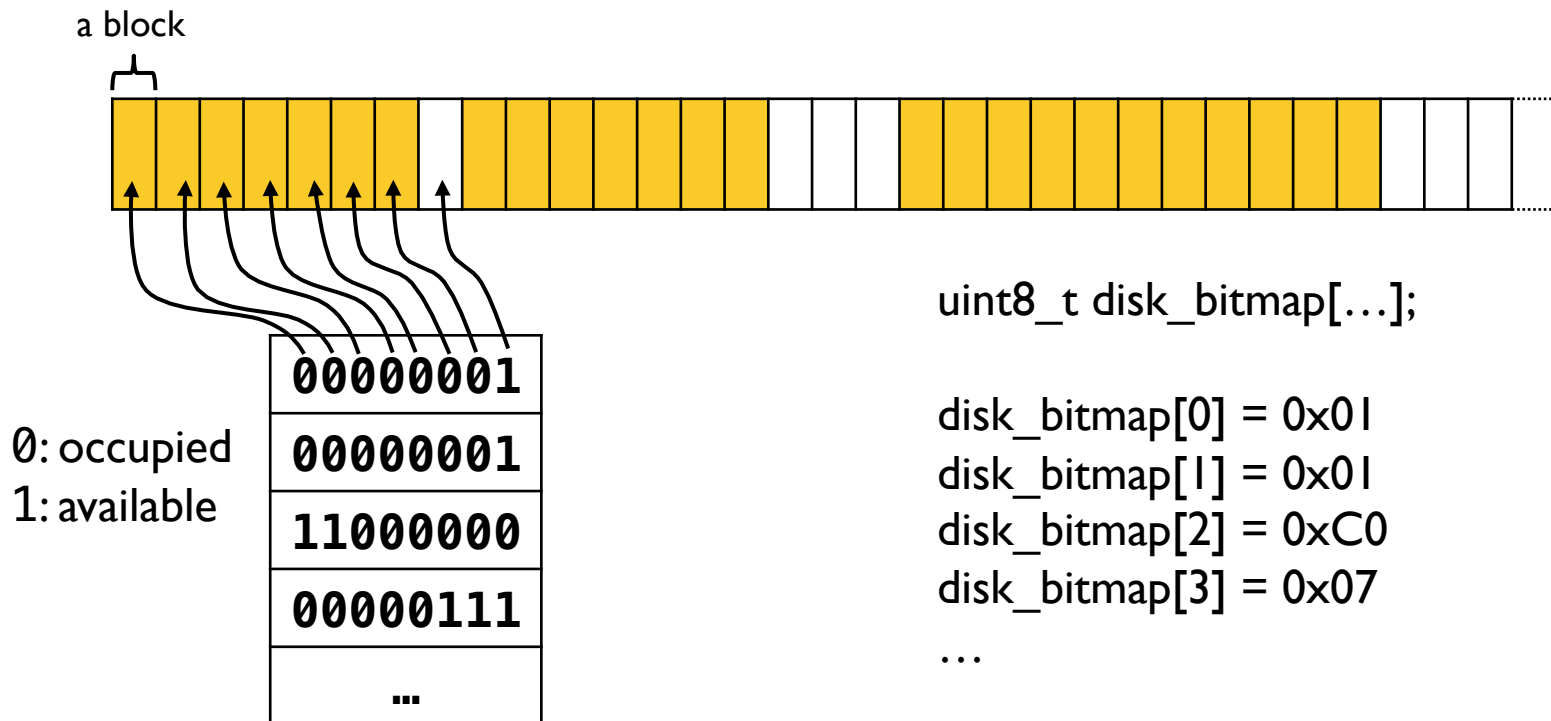 a block
00000001
00000001
11000000
00000111
…
0: occupied
1: available
uint8_t disk_bitmap[…];
disk_bitmap[0] = 0x01
disk_bitmap[1] = 0x01
disk_bitmap[2] = 0xC0
disk_bitmap[3] = 0x07
…